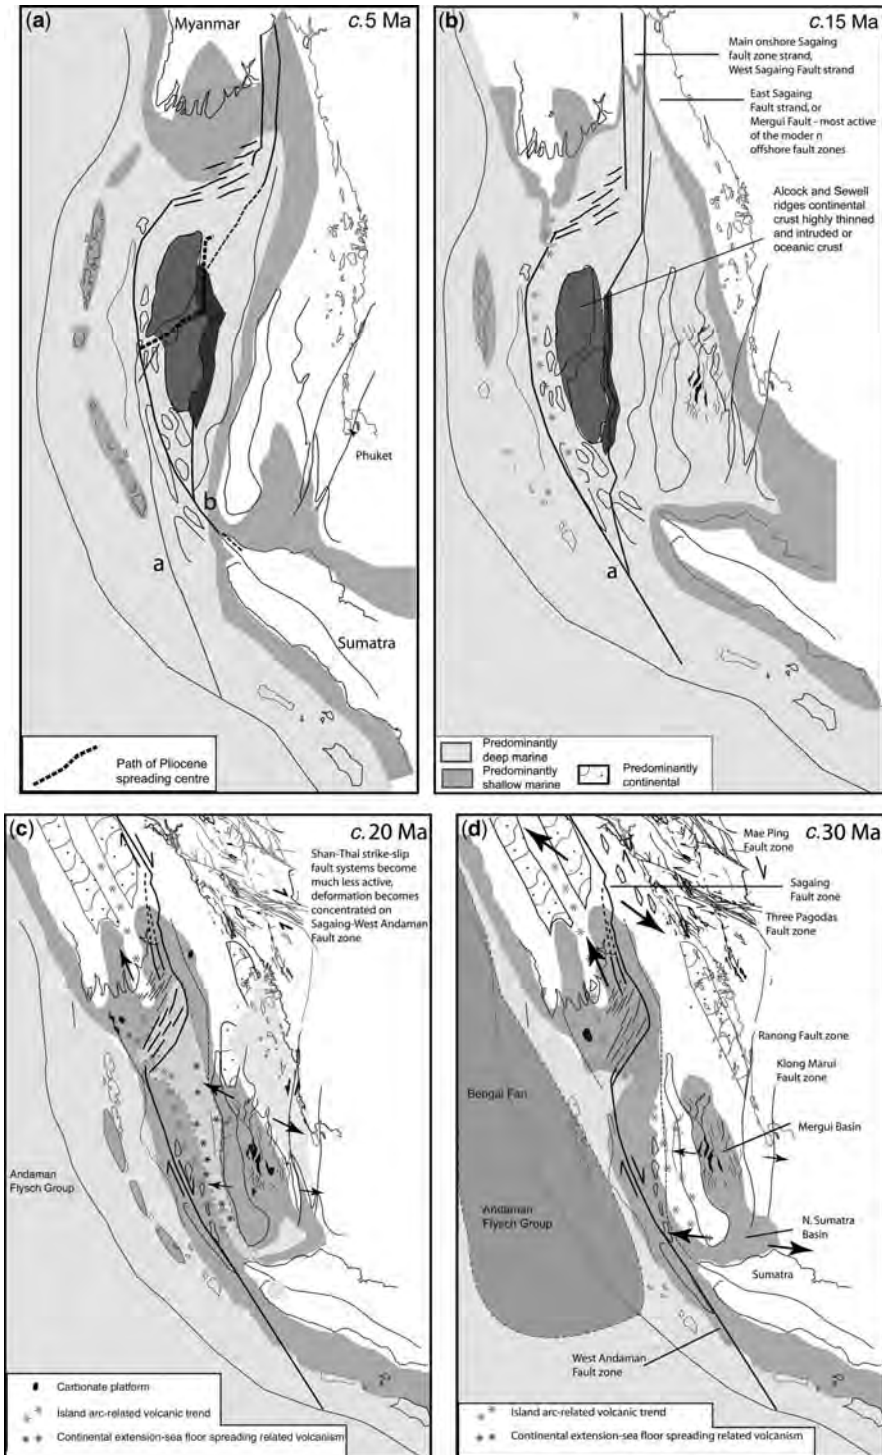 (a)
c.5 Ma
Myanmar
Phuket
b
a
Sumatra
Path of Pliocene
spreading centre
(b)
c.15 Ma
Main onshore Sagaing
fault zone strand,
West Sagaing Fault strand
East Sagaing
Fault strand, or
Mergui Fault - most active
of the moder n
offshore fault zones
Alcock and Sewell
ridges continental
crust highly thinned
and intruded or
oceanic crust
a
Predominantly
deep marine
Predominantly
shallow marine
Predominantly
continental
(c)
c.20 Ma
Shan-Thai strike-slip
fault systems become
much less active,
deformation becomes
concentrated on
Sagaing-West Andaman
Fault zone
Andaman
Flysch Group
Carbonate platform
Island arc-related volcanic trend
Continental extension-sea floor spreading related volcanism
(d)
c.30 Ma
Mae Ping
Fault zone
Sagaing
Fault zone
Three Pagodas
Fault zone
Ranong Fault zone
Klong Marui
Fault zone
Bengal Fan
Mergui Basin
Andaman
Flysch Group
N. Sumatra
Basin
Sumatra
West Andaman
Fault zone
Island arc-related volcanic trend
Continental extension-sea floor spreading related volcanism